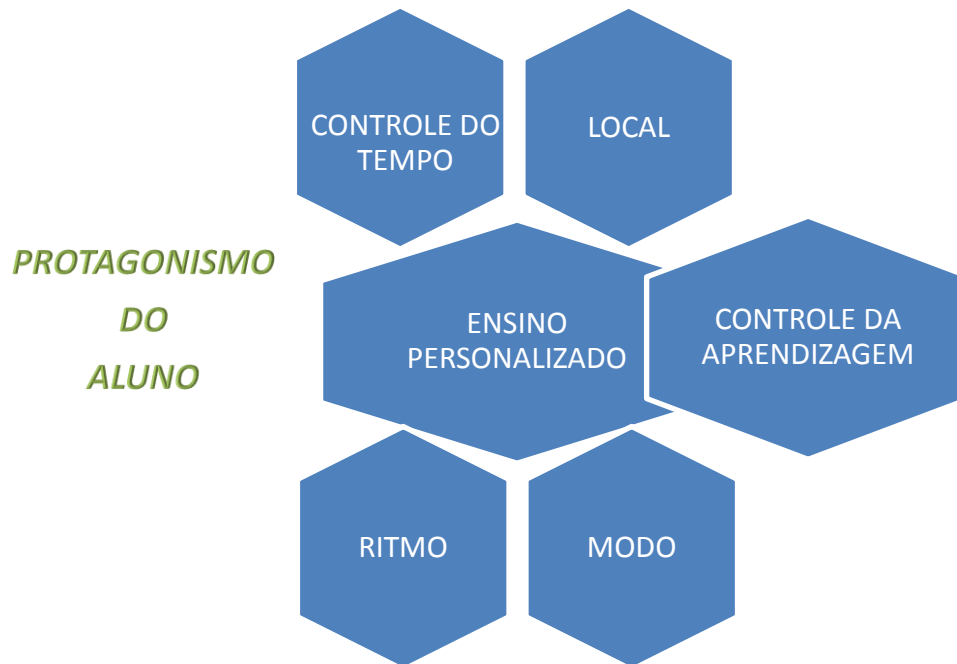 CONTROLE DO
TEMPO
LOCAL
PROTAGONISMO
DO
ALUNO
ENSINO
PERSONALIZADO
CONTROLE DA
APRENDIZAGEM
RITMO
MODO